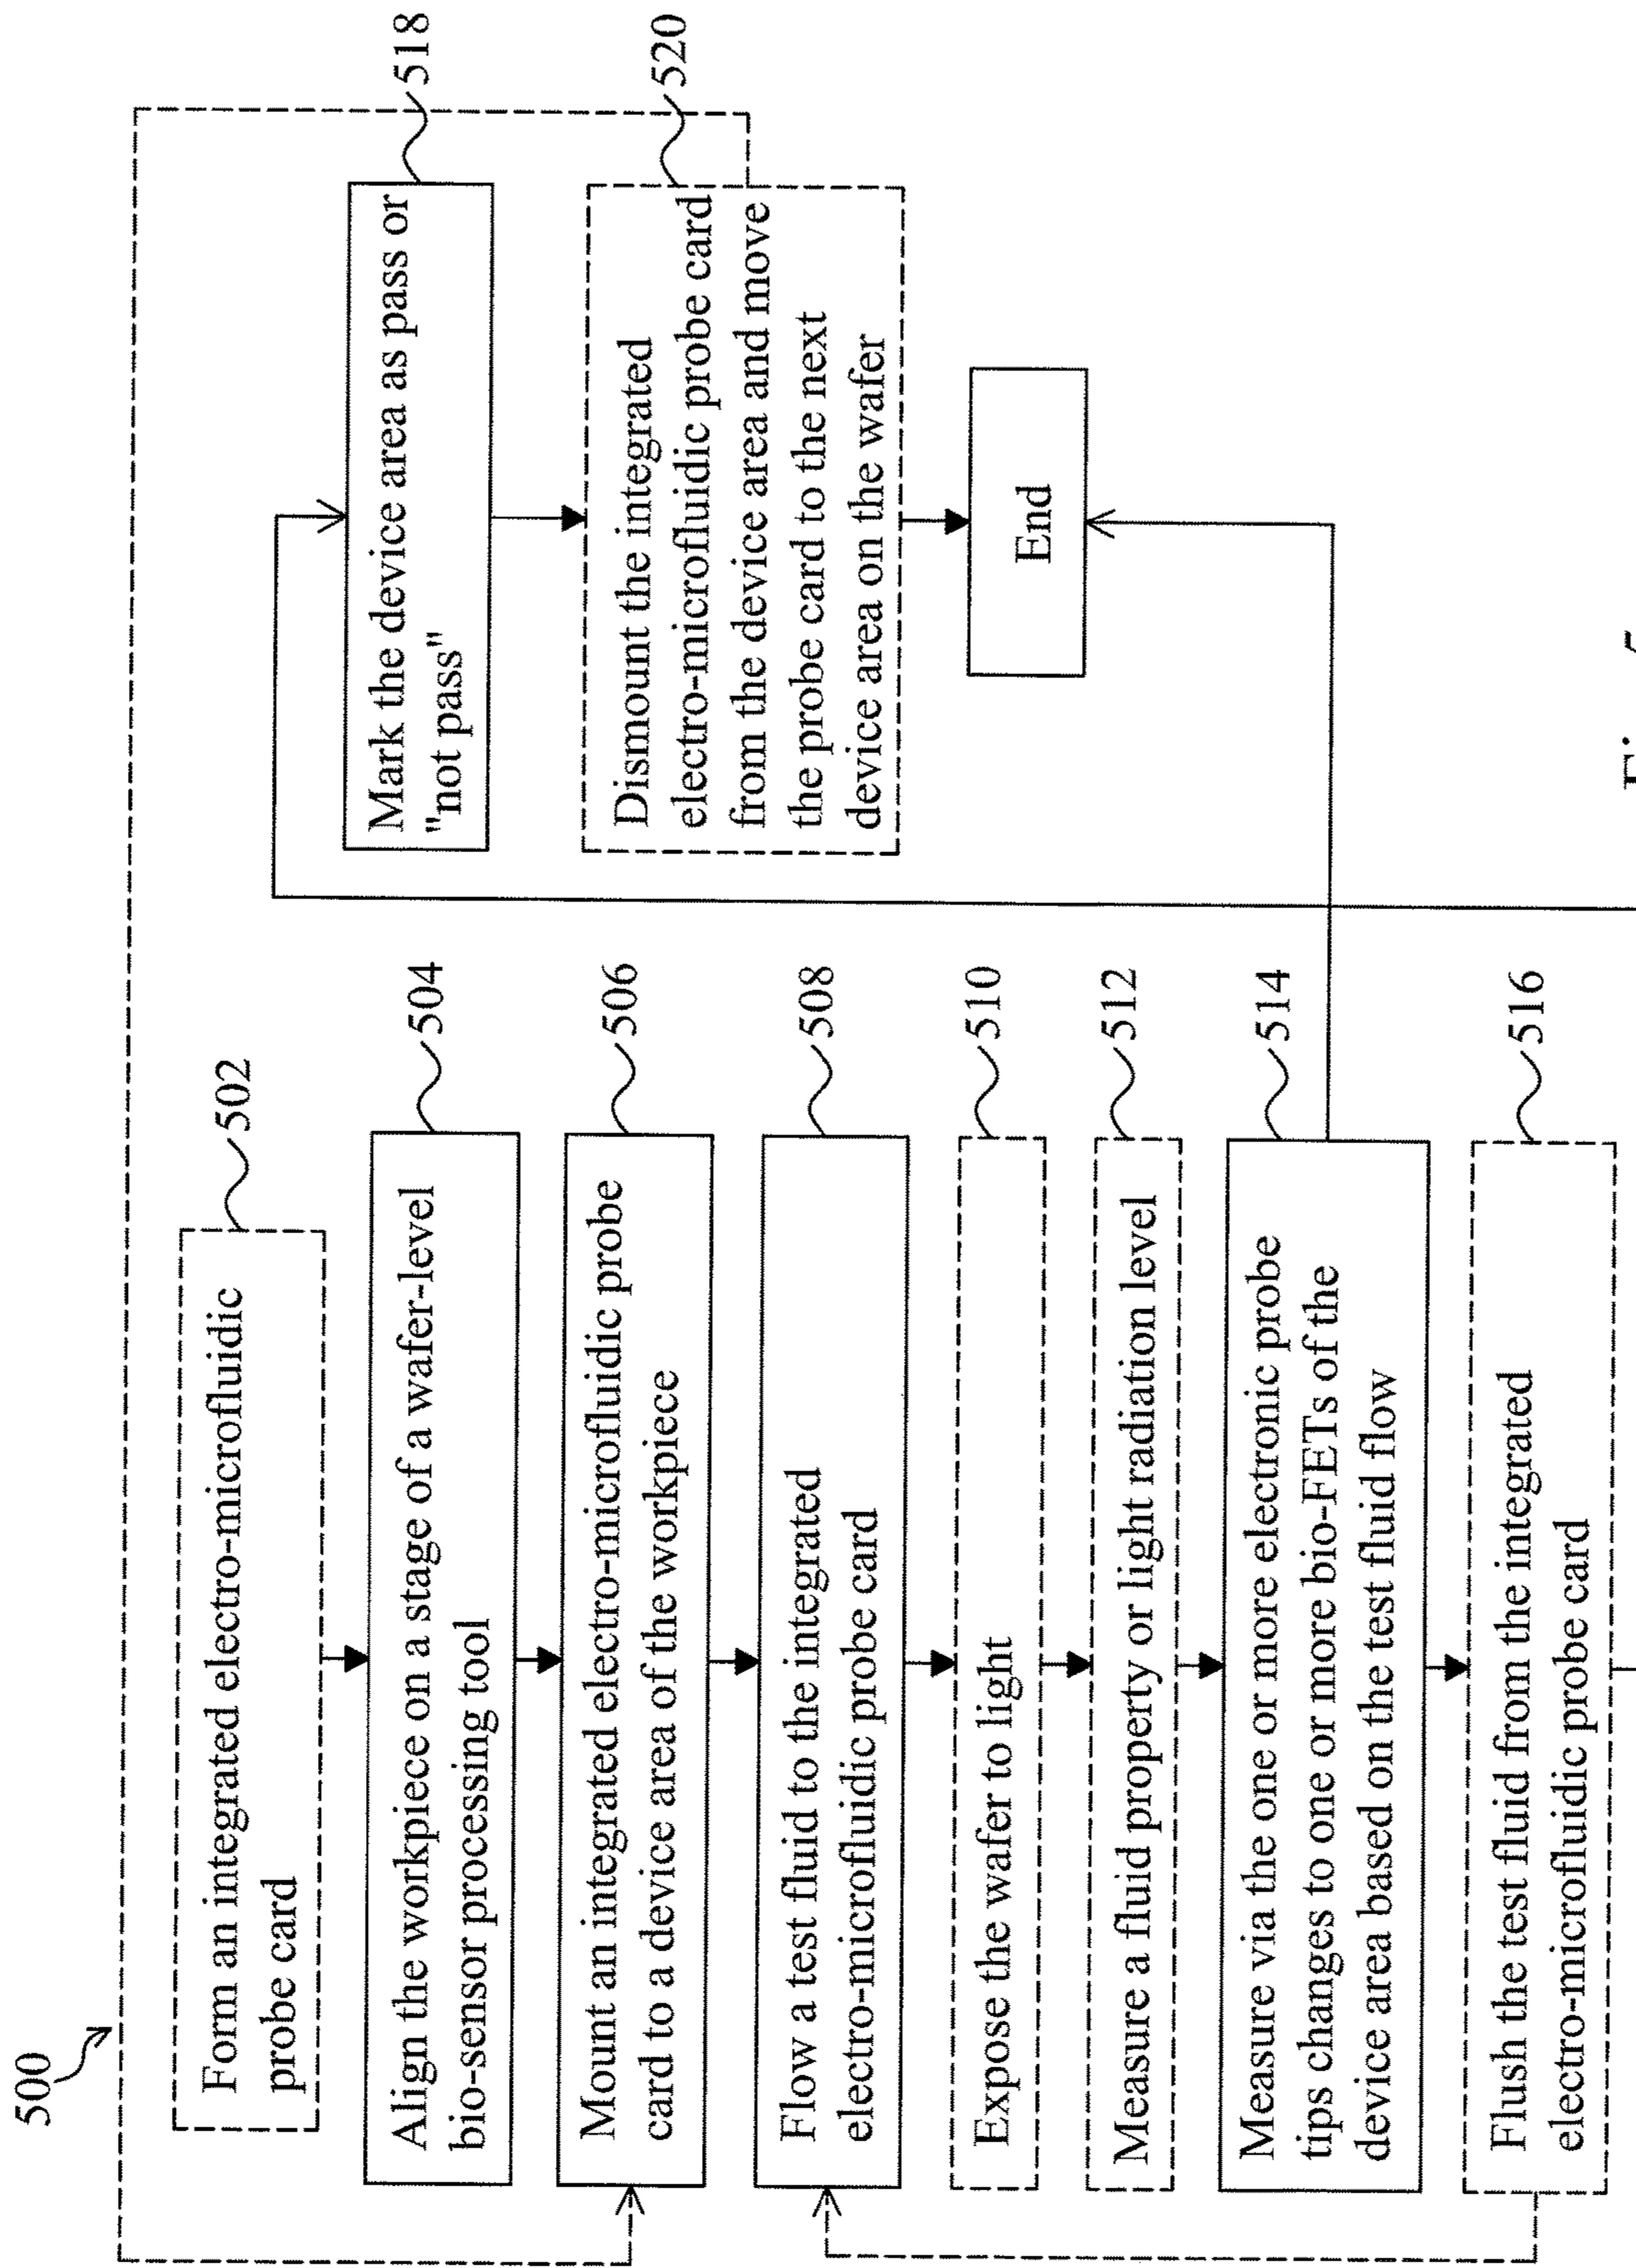 500
502
Form an integrated electro-microfluidic
probe card
504
Align the workpiece on a stage of a wafer-level
bio-sensor processing tool
506
Mount an integrated electro-microfluidic probe
card to a device area of the workpiece
508
Flow a test fluid to the integrated
electro-microfluidic probe card
510
Expose the wafer to light
512
Measure a fluid property or light radiation level
514
Measure via the one or more electronic probe
tips changes to one or more bio-FETs of the
device area based on the test fluid flow
516
Flush the test fluid from the integrated
electro-microfluidic probe card
518
Mark the device area as pass or
"not pass"
520
Dismount the integrated
electro-microfluidic probe card
from the device area and move
the probe card to the next
device area on the wafer
End